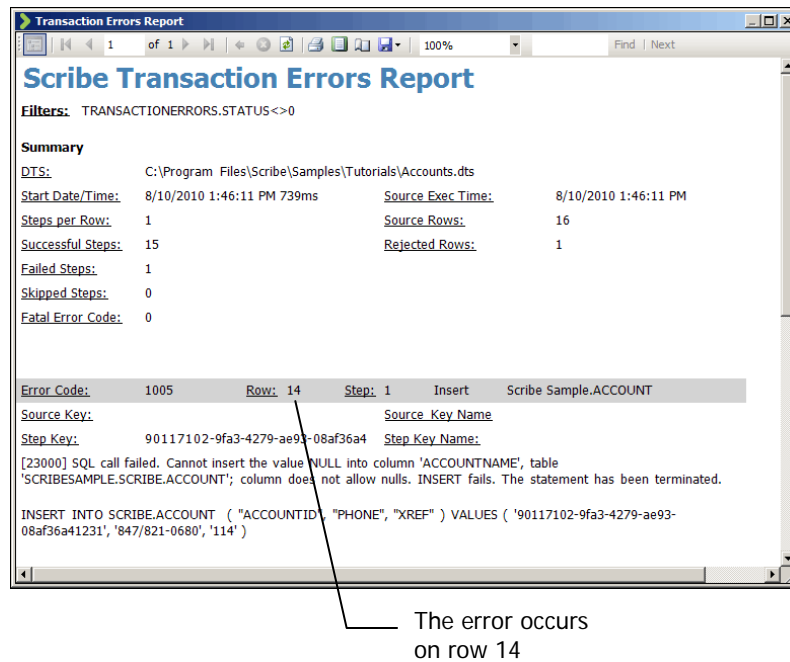 Transaction Errors Report
1 of 1 100% Find | Next
Scribe Transaction Errors Report
Filters: TRANSACTIONERRORS.STATUS<>0
Summary
DTS: C:\Program Files\Scribe\Samples\Tutorials\Accounts.dts
Start Date/Time: 8/10/2010 1:46:11 PM 739ms Source Exec Time: 8/10/2010 1:46:11 PM
Steps per Row: 1 Source Rows: 16
Successful Steps: 15 Rejected Rows: 1
Failed Steps: 1
Skipped Steps: 0
Fatal Error Code: 0
Error Code: 1005 Row: 14 Step: 1 Insert Scribe Sample.ACCOUNT
Source Key: Source Key Name
Step Key: 90117102-9fa3-4279-ae93-08af36a4 Step Key Name:
[23000] SQL call failed. Cannot insert the value NULL into column 'ACCOUNTNAME', table
'SCRIBESAMPLE.SCRIBE.ACCOUNT'; column does not allow nulls. INSERT fails. The statement has been terminated.
INSERT INTO SCRIBE.ACCOUNT ( "ACCOUNTID", "PHONE", "XREF" ) VALUES ( '90117102-9fa3-4279-ae93-
08af36a41231', '847/821-0680', '114' )
The error occurs
on row 14